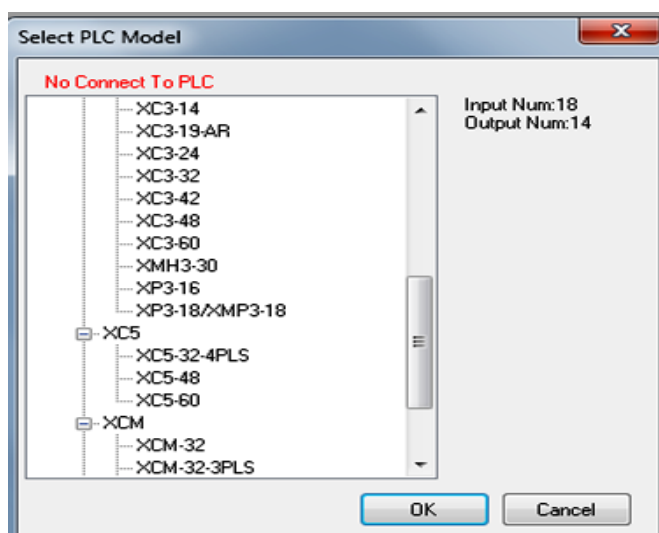 Select PLC Model
No Connect To PLC
XC3-14
XC3-19-AR
XC3-24
XC3-32
XC3-42
XC3-48
XC3-60
XMH3-30
XP3-16
XP3-18/XMP3-18
XC5
XC5-32-4PLS
XC5-48
XC5-60
XCM
XCM-32
XCM-32-3PLS
Input Num:18
Output Num:14
OK
Cancel